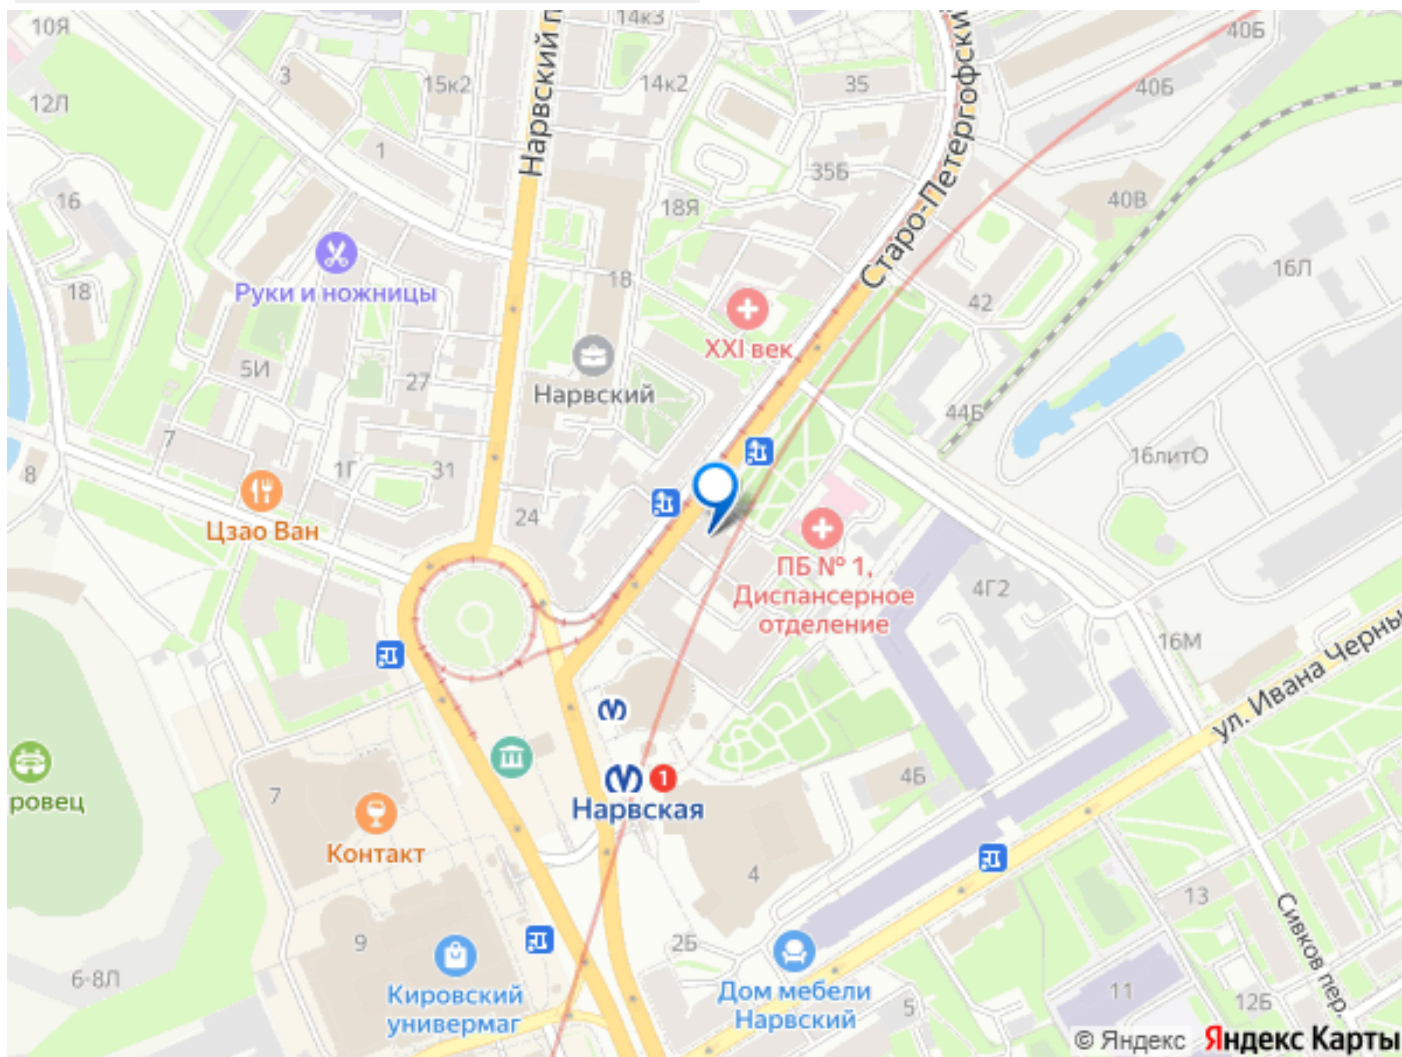 10Я
14к3
Нарвский п
Старо-Петергофский
40Б
3
15к2
14к2
35
40Б
12Л
1
35Б
40В
16
18Я
18
Руки и ножницы
18
42
16Л
XXI век
5И
27
Нарвский
44Б
7
1Г
31
16литО
8
Цзао Ван
24
ПБ № 1,
Диспансерное
отделение
4Г2
16М
ул. Ивана Черны
ровец
7
1
Нарвская
4Б
Контакт
4
13
Сивков пер.
9
2Б
6-8Л
Кировский
универмаг
Дом мебели
Нарвский
5
11
12Б
© Яндекс Яндекс Карты